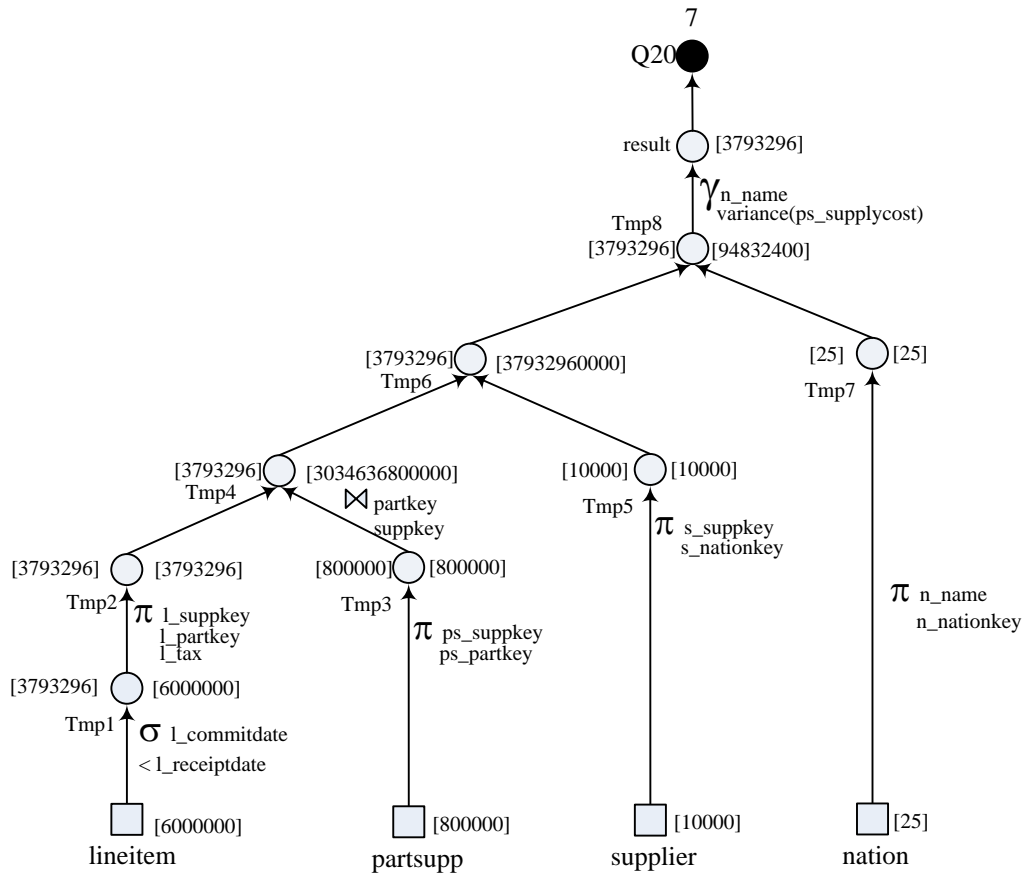 7
Q20
result [3793296]
γ n_name
variance(ps_supplycost)
Tmp8
[3793296] [94832400]
[3793296] [37932960000]
Tmp6
[25] [25]
Tmp7
[3793296] [3034636800000]
Tmp4
⋈ partkey
suppkey
[10000] [10000]
Tmp5
π s_suppkey
s_nationkey
[3793296] [3793296]
Tmp2
[800000] [800000]
Tmp3
π l_suppkey
l_partkey
l_tax
π ps_suppkey
ps_partkey
π n_name
n_nationkey
[3793296] [6000000]
Tmp1
σ l_commitdate
< l_receiptdate
[6000000] [800000] [10000] [25]
lineitem partsupp supplier nation